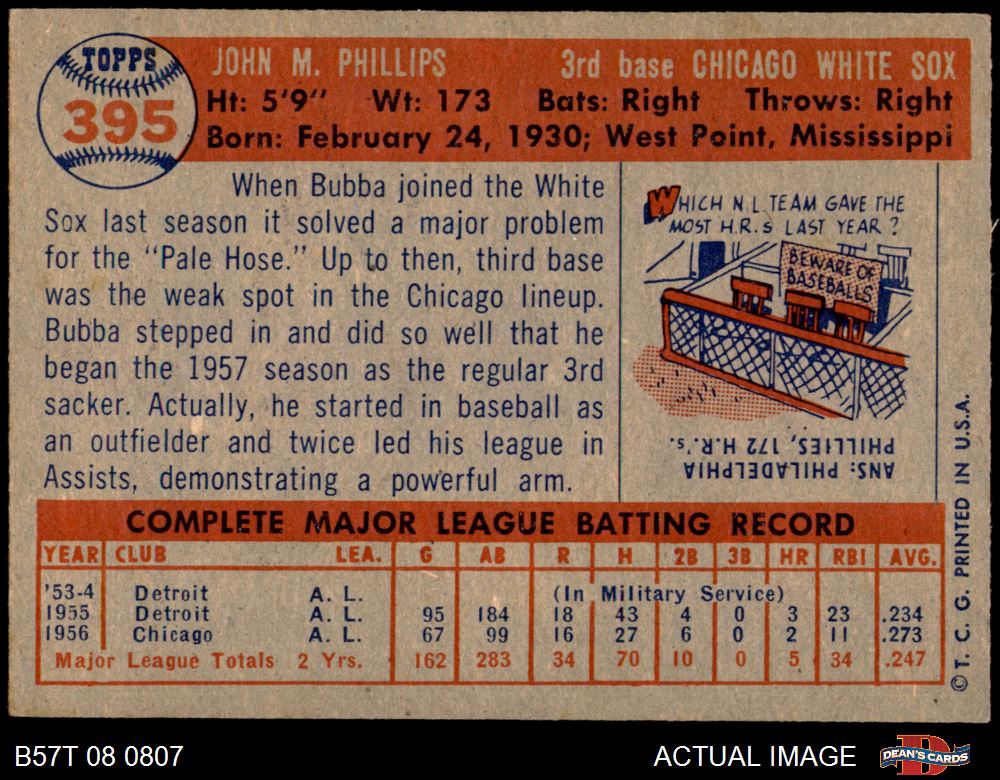 TOPPS
395
JOHN M. PHILLIPS 3rd base CHICAGO WHITE SOX
Ht: 5'9" Wt: 173 Bats: Right Throws: Right
Born: February 24, 1930; West Point, Mississippi
When Bubba joined the White
Sox last season it solved a major problem
for the "Pale Hose." Up to then, third base
was the weak spot in the Chicago lineup.
Bubba stepped in and did so well that he
began the 1957 season as the regular 3rd
sacker. Actually, he started in baseball as
an outfielder and twice led his league in
Assists, demonstrating a powerful arm.
WHICH N.L. TEAM GAVE THE
MOST H.R.s LAST YEAR?
BEWARE OF
BASEBALLS
ANS: PHILADELPHIA
PHILLIES, 172 H.R.'s.
COMPLETE MAJOR LEAGUE BATTING RECORD
YEAR CLUB LEA. G AB R H 2B 3B HR RBI AVG.
'53-4 Detroit A. L. (In Military Service)
1955 Detroit A. L. 95 184 18 43 4 0 3 23 .234
1956 Chicago A. L. 67 99 16 27 6 0 2 11 .273
Major League Totals 2 Yrs. 162 283 34 70 10 0 5 34 .247
© T. C. G. PRINTED IN U.S.A.
B57T 08 0807 ACTUAL IMAGE DEAN'S CARDS